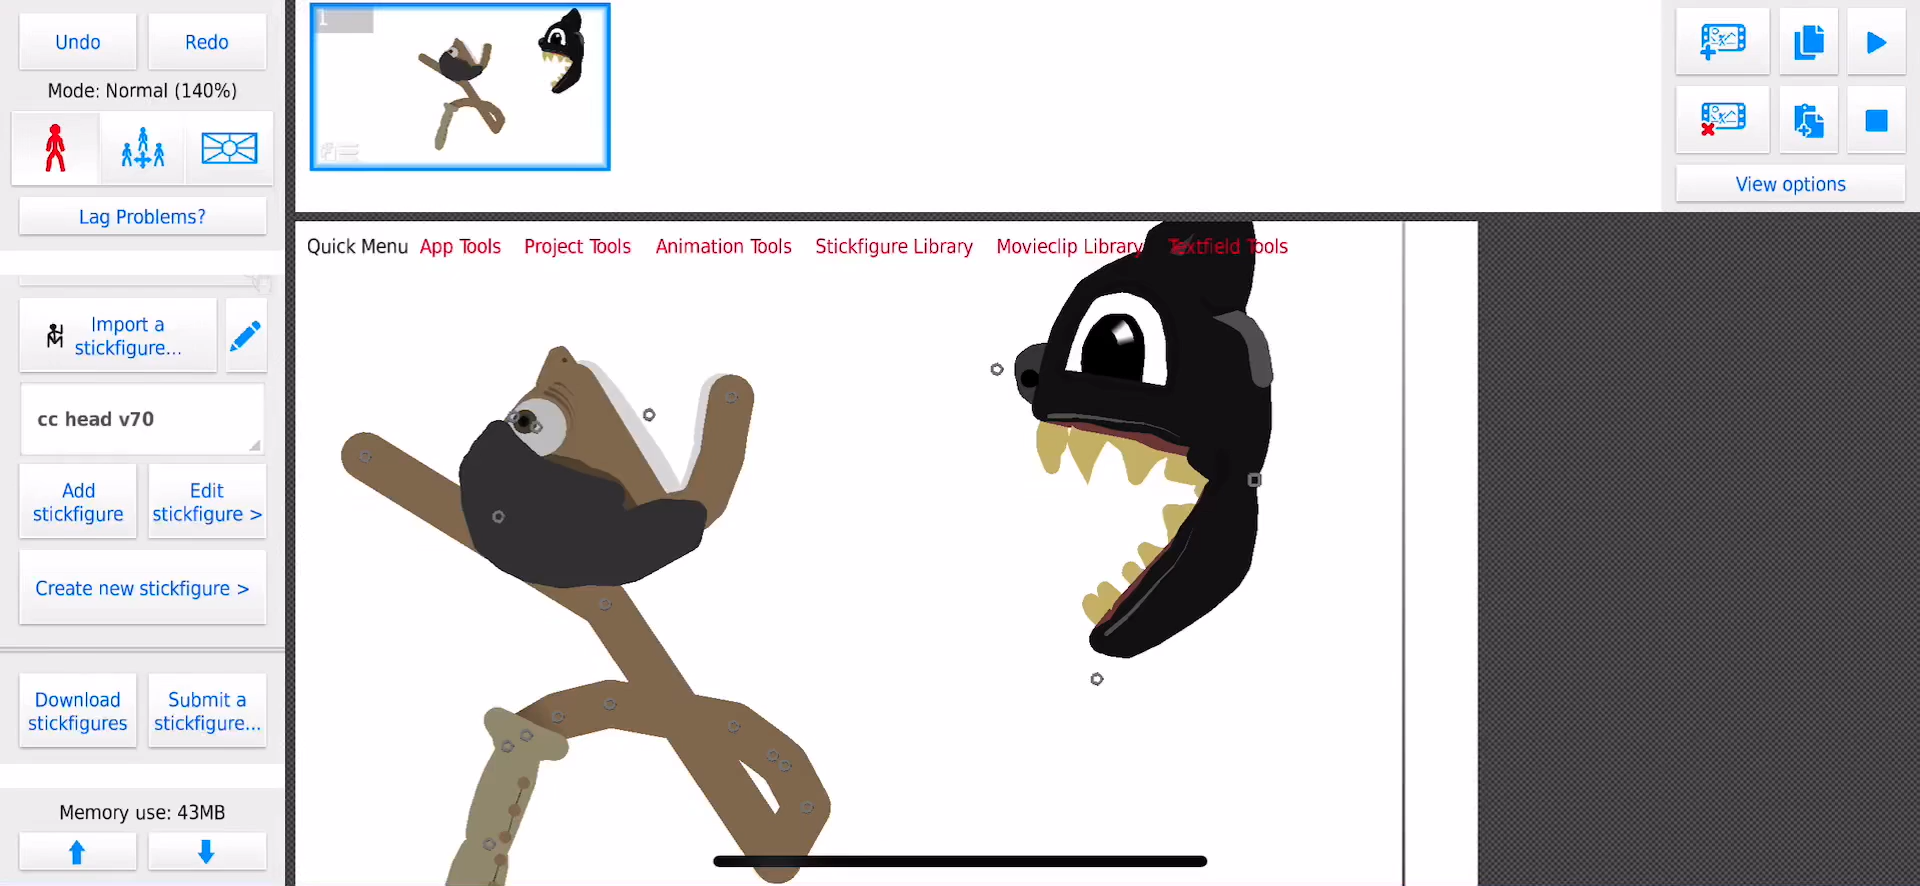 Undo
Redo
Mode: Normal (140%)
Lag Problems?
Import a
stickfigure...
cc head v70
Add
stickfigure
Edit
stickfigure >
Create new stickfigure >
Download
stickfigures
Submit a
stickfigure...
Memory use: 43MB
1
View options
Quick Menu
App Tools
Project Tools
Animation Tools
Stickfigure Library
Movieclip Library
Textfield Tools